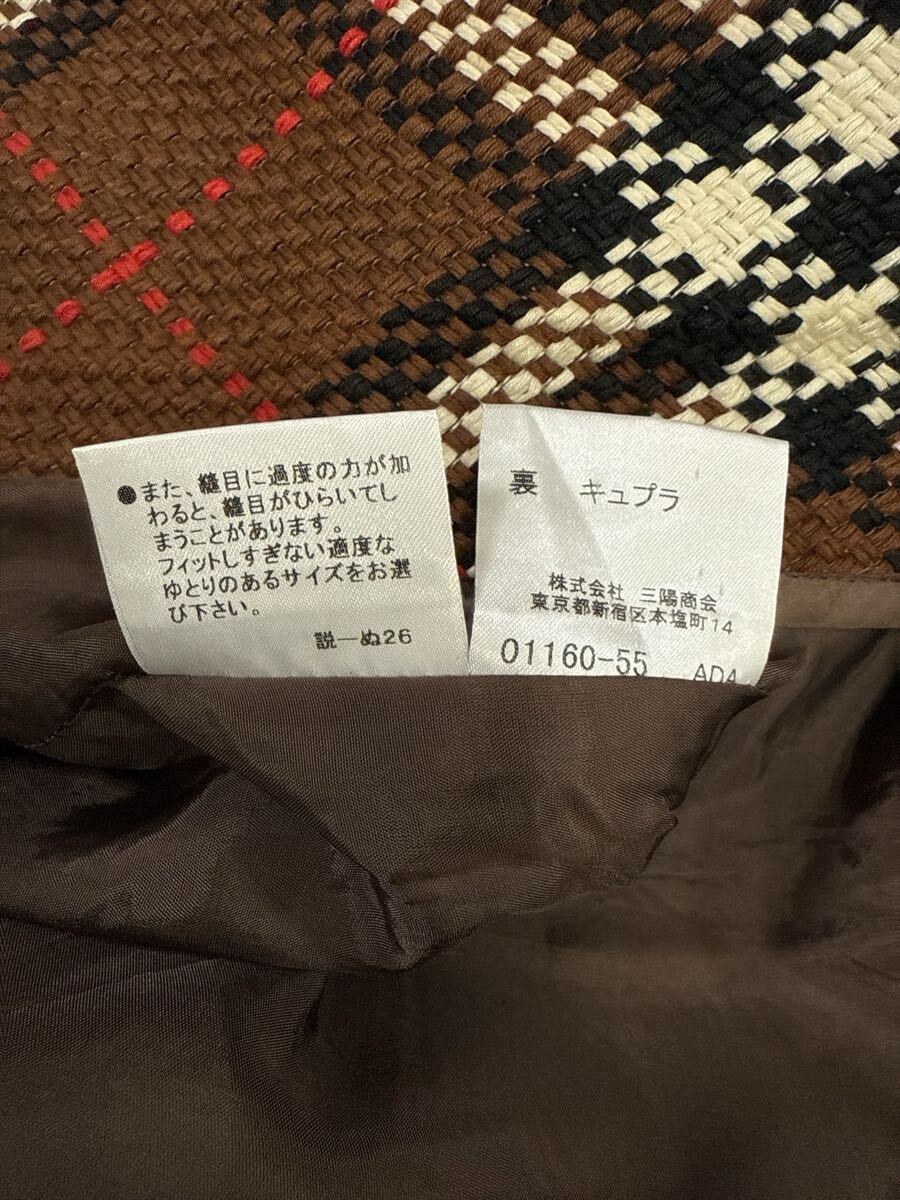 ●また、縫目に過度の力が加
わると、縫目がひらいてし
まうことがあります。
フィットしすぎない適度な
ゆとりのあるサイズをお選
び下さい。
説ーぬ26
裏 キュプラ
株式会社 三陽商会
東京都新宿区本塩町14
01160-55 ADA